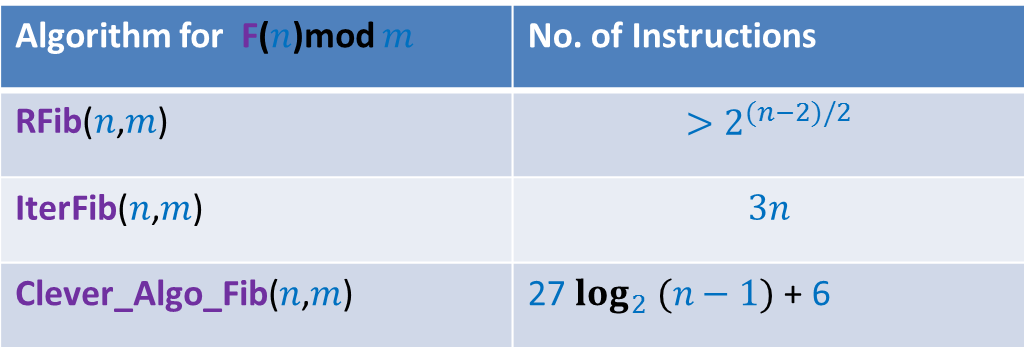 Algorithm for F(n)mod m No. of Instructions
RFib(n,m) > 2^{(n−2)/2}
IterFib(n,m) 3n
Clever_Algo_Fib(n,m) 27 log₂ (n − 1) + 6